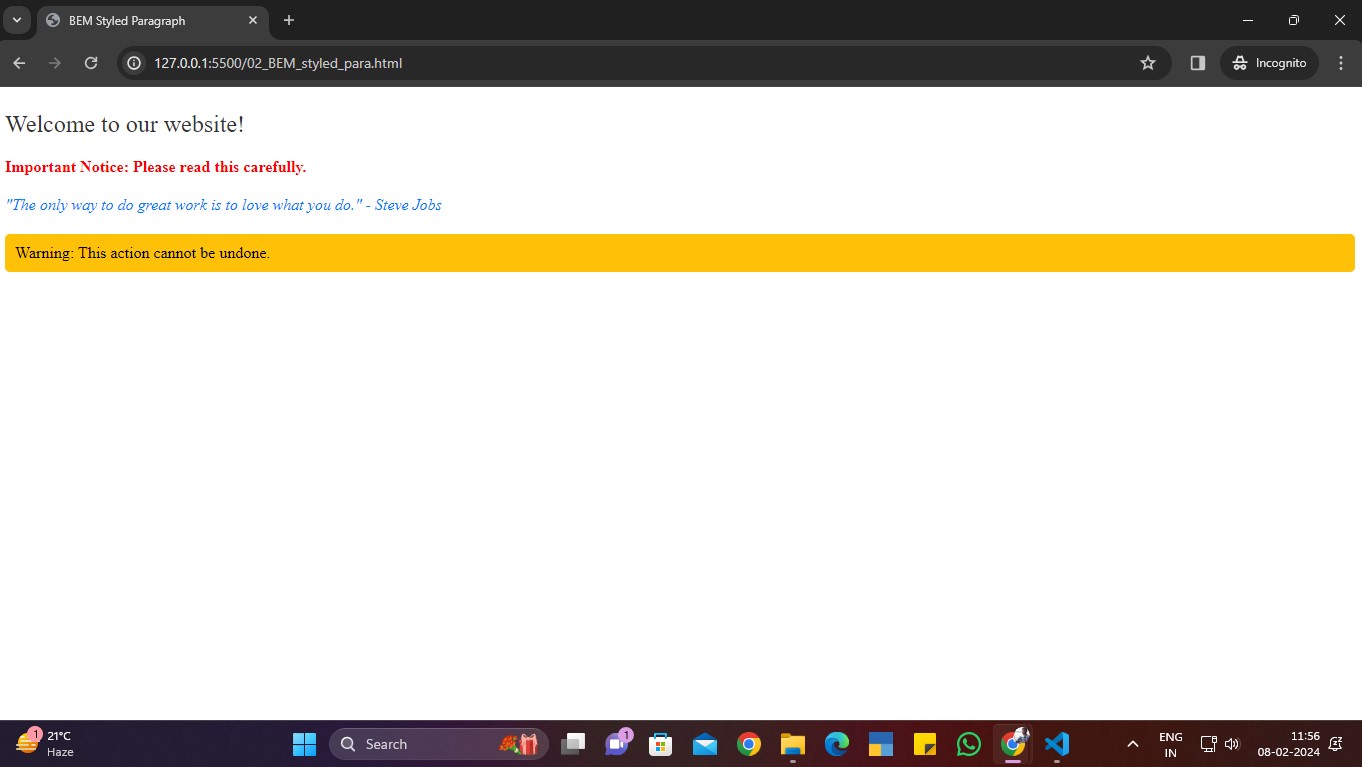 BEM Styled Paragraph
127.0.0.1:5500/02_BEM_styled_para.html
Incognito
Welcome to our website!
Important Notice: Please read this carefully.
"The only way to do great work is to love what you do." - Steve Jobs
Warning: This action cannot be undone.
1
21°C
Haze
Search
1
ENG
IN
11:56
08-02-2024